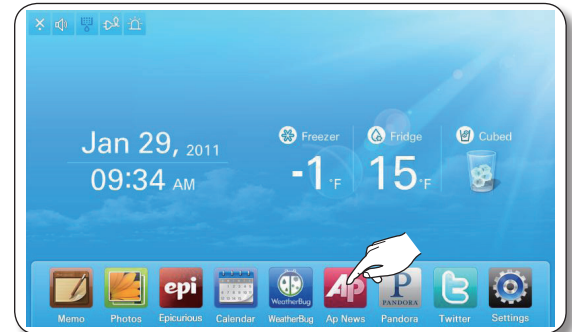 Freezer
Fridge
Cubed
Jan 29, 2011
09:34 AM
-1 °F
15 °F
epi
WeatherBug
AP
P
PANDORA
Memo
Photos
Epicurious
Calendar
WeatherBug
Ap News
Pandora
Twitter
Settings